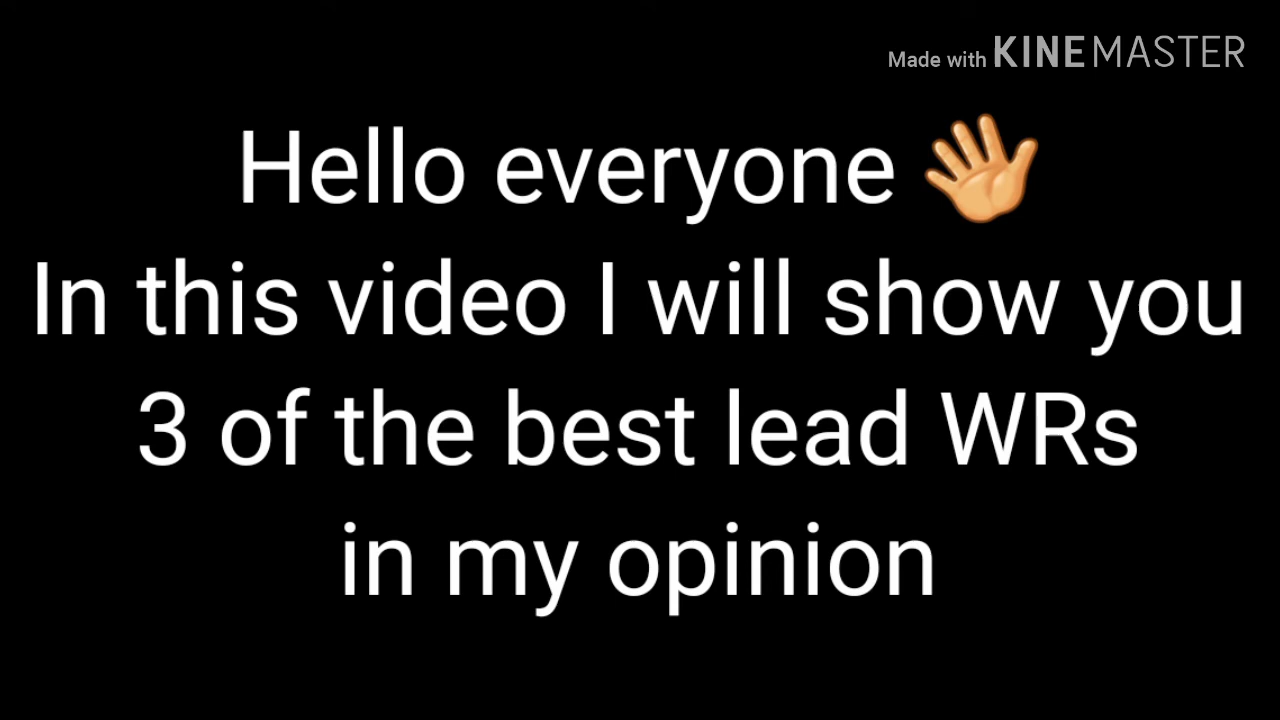 Made with KINEMASTER
Hello everyone 👋
In this video I will show you
3 of the best lead WRs
in my opinion